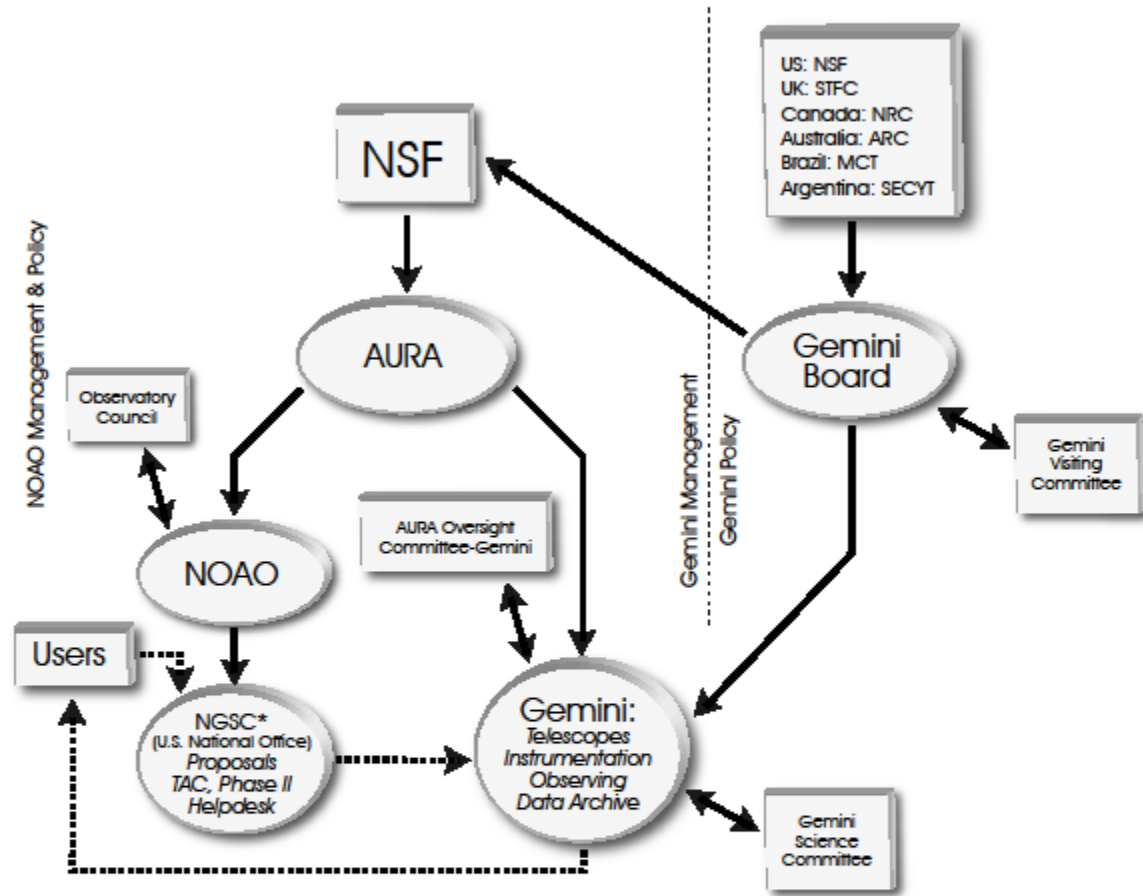 US: NSF
UK: STFC
Canada: NRC
Australia: ARC
Brazil: MCT
Argentina: SECYT
NSF
NOAO Management & Policy
AURA
Gemini
Board
Observatory
Council
Gemini Management
Gemini Policy
Gemini
Visiting
Committee
AURA Oversight
Committee-Gemini
NOAO
Users
NGSC*
(U.S. National Office)
Proposals
TAC, Phase II
Helpdesk
Gemini:
Telescopes
Instrumentation
Observing
Data Archive
Gemini
Science
Committee